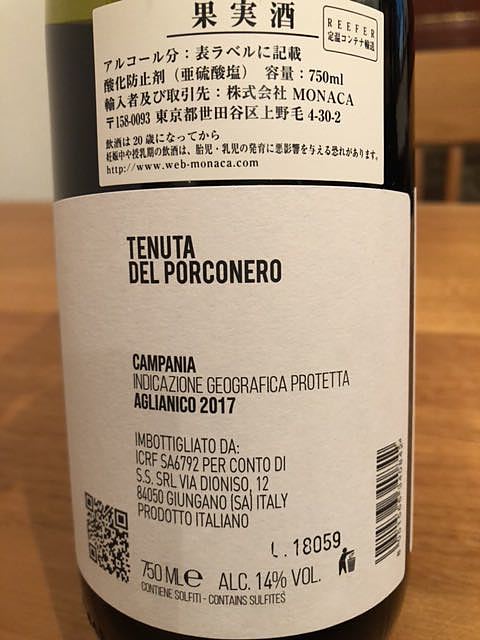 果実酒
REEFER
定温コンテナ輸送
アルコール分：表ラベルに記載
酸化防止剤（亜硫酸塩） 容量：750ml
輸入者及び取引先：株式会社 MONACA
〒158-0093 東京都世田谷区上野毛 4-30-2
飲酒は 20 歳になってから
妊娠中や授乳期の飲酒は、胎児・乳児の発育に悪影響を与える恐れがあります。
http://www.web-monaca.com
TENUTA
DEL PORCONERO
CAMPANIA
INDICAZIONE GEOGRAFICA PROTETTA
AGLIANICO 2017
IMBOTTIGLIATO DA:
ICRF SA6792 PER CONTO DI
S.S. SRL VIA DIONISO, 12
84050 GIUNGANO (SA) ITALY
PRODOTTO ITALIANO
L.18059
750 ML e ALC. 14% VOL.
CONTIENE SOLFITI - CONTAINS SULFITES